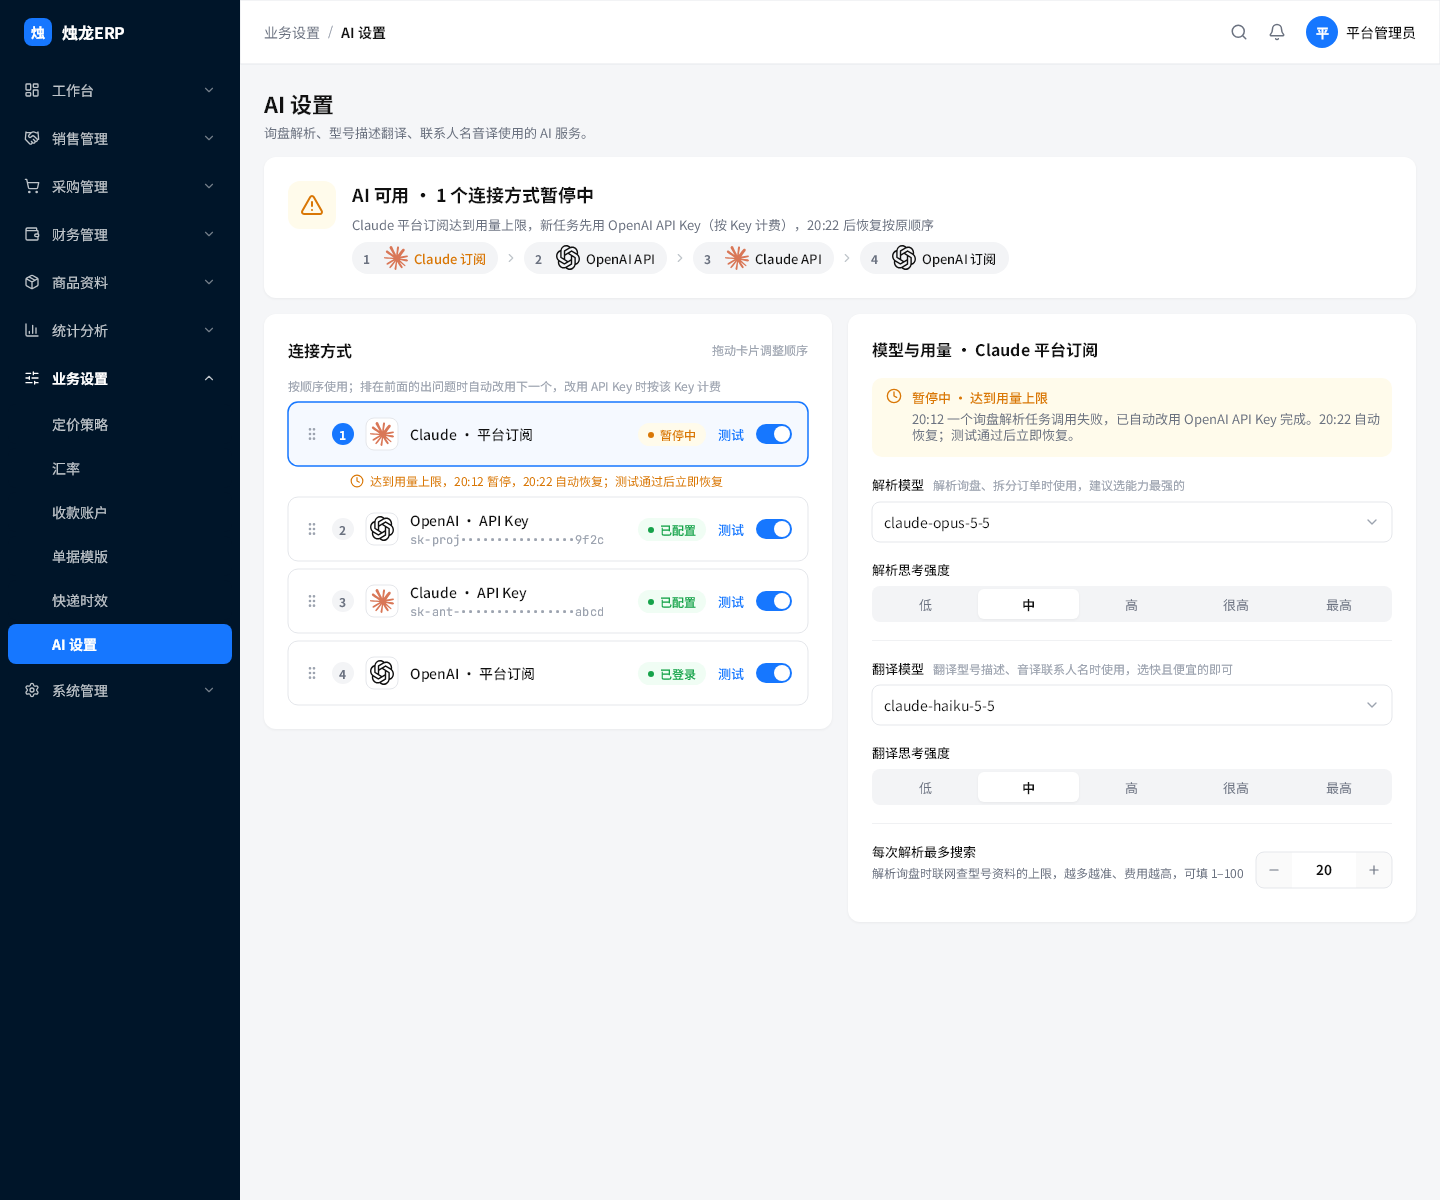 烛 烛龙ERP
工作台
销售管理
采购管理
财务管理
商品资料
统计分析
业务设置
定价策略
汇率
收款账户
单据模版
快递时效
AI 设置
系统管理
业务设置 / AI 设置
平 平台管理员
AI 设置
询盘解析、型号描述翻译、联系人名音译使用的 AI 服务。
AI 可用 · 1 个连接方式暂停中
Claude 平台订阅达到用量上限，新任务先用 OpenAI API Key（按 Key 计费），20:22 后恢复按原顺序
1 Claude 订阅 > 2 OpenAI API > 3 Claude API > 4 OpenAI 订阅
连接方式
拖动卡片调整顺序
按顺序使用；排在前面的出问题时自动改用下一个，改用 API Key 时按该 Key 计费
1 Claude · 平台订阅 暂停中 测试
达到用量上限，20:12 暂停，20:22 自动恢复；测试通过后立即恢复
2 OpenAI · API Key 已配置 测试
sk-proj••••••••••••••••9f2c
3 Claude · API Key 已配置 测试
sk-ant-••••••••••••••••abcd
4 OpenAI · 平台订阅 已登录 测试
模型与用量 · Claude 平台订阅
暂停中 · 达到用量上限
20:12 一个询盘解析任务调用失败，已自动改用 OpenAI API Key 完成。20:22 自动
恢复；测试通过后立即恢复。
解析模型 解析询盘、拆分订单时使用，建议选能力最强的
claude-opus-5-5
解析思考强度
低 中 高 很高 最高
翻译模型 翻译型号描述、音译联系人名时使用，选快且便宜的即可
claude-haiku-5-5
翻译思考强度
低 中 高 很高 最高
每次解析最多搜索
解析询盘时联网查型号资料的上限，越多越准、费用越高，可填 1–100
− 20 +